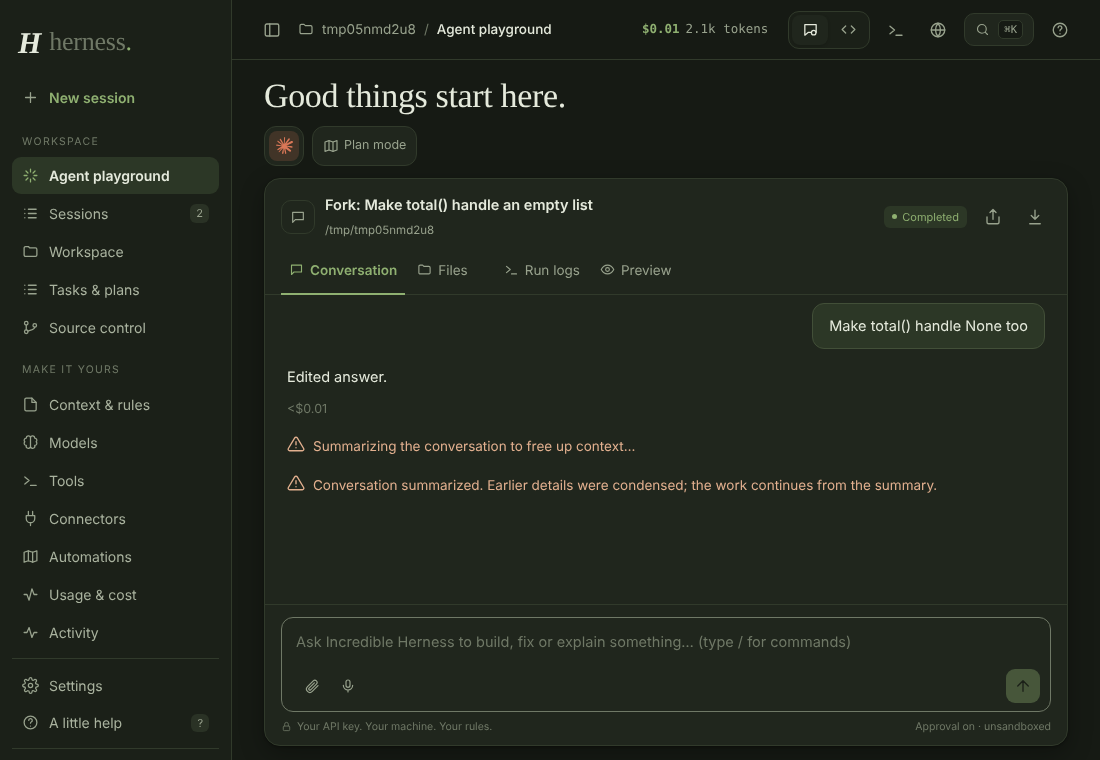 H herness.
New session
WORKSPACE
Agent playground
Sessions 2
Workspace
Tasks & plans
Source control
MAKE IT YOURS
Context & rules
Models
Tools
Connectors
Automations
Usage & cost
Activity
Settings
A little help ?
tmp05nmd2u8 / Agent playground
$0.01 2.1k tokens
⌘K
Good things start here.
Plan mode
Fork: Make total() handle an empty list
/tmp/tmp05nmd2u8
Completed
Conversation Files Run logs Preview
Make total() handle None too
Edited answer.
<$0.01
Summarizing the conversation to free up context...
Conversation summarized. Earlier details were condensed; the work continues from the summary.
Ask Incredible Herness to build, fix or explain something... (type / for commands)
Your API key. Your machine. Your rules.
Approval on · unsandboxed